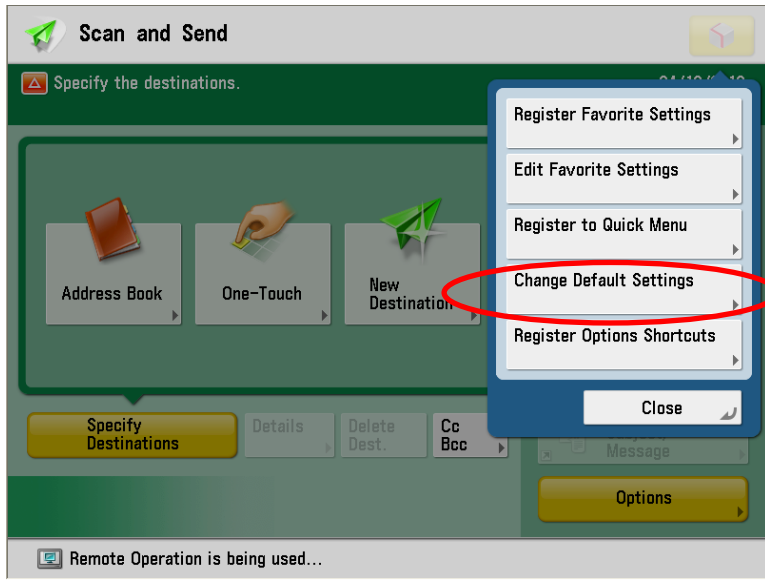 Scan and Send
Specify the destinations.
Register Favorite Settings
Edit Favorite Settings
Register to Quick Menu
Change Default Settings
Register Options Shortcuts
Close
Address Book
One-Touch
New
Destination
Specify
Destinations
Details
Delete
Dest.
Cc
Bcc
Message
Options
Remote Operation is being used...